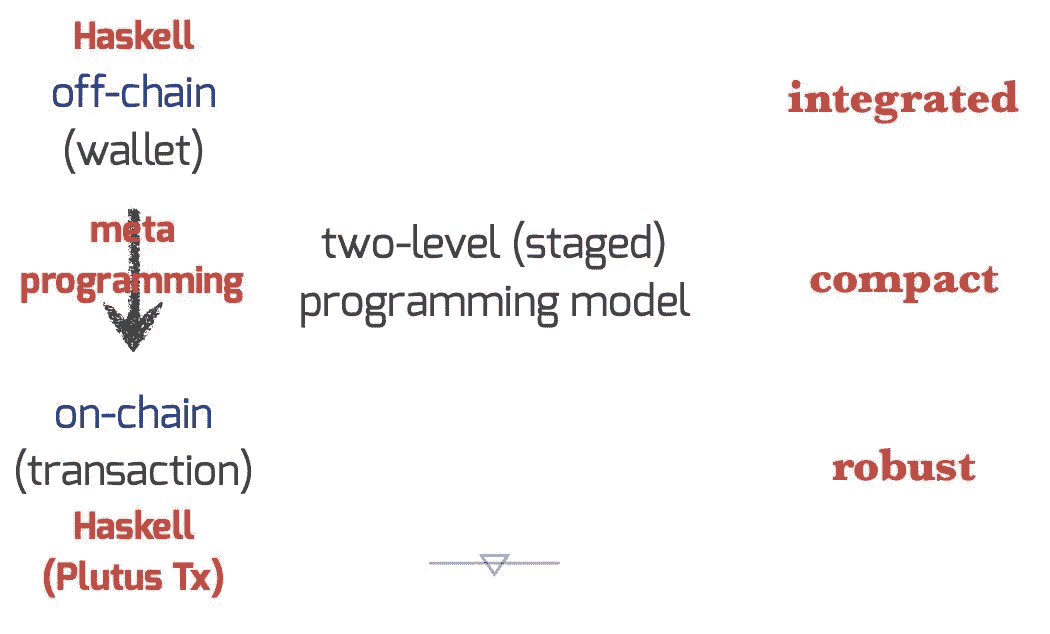 Haskell
off-chain
(wallet)
meta
programming
on-chain
(transaction)
Haskell
(Plutus Tx)
two-level (staged)
programming model
integrated
compact
robust